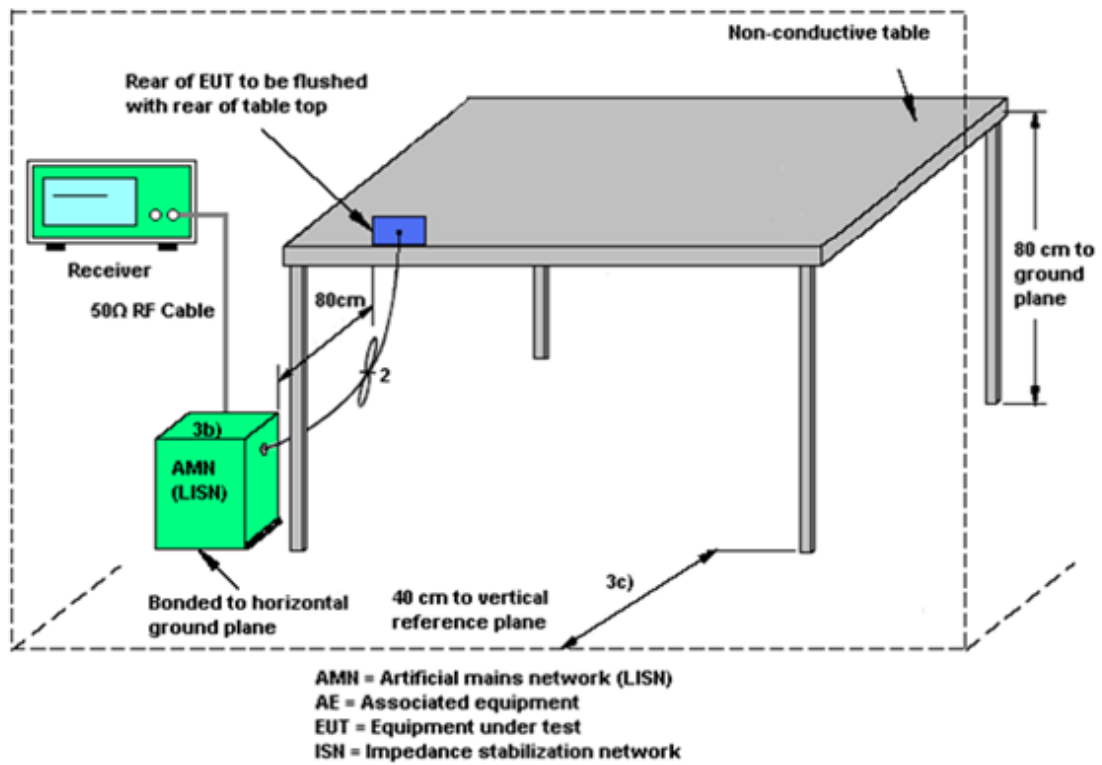 Non-conductive table
Rear of EUT to be flushed
with rear of table top
Receiver
50Ω RF Cable
80cm
80 cm to
ground
plane
2
3b)
AMN
(LISN)
3c)
Bonded to horizontal
ground plane
40 cm to vertical
reference plane
AMN = Artificial mains network (LISN)
AE = Associated equipment
EUT = Equipment under test
ISN = Impedance stabilization network